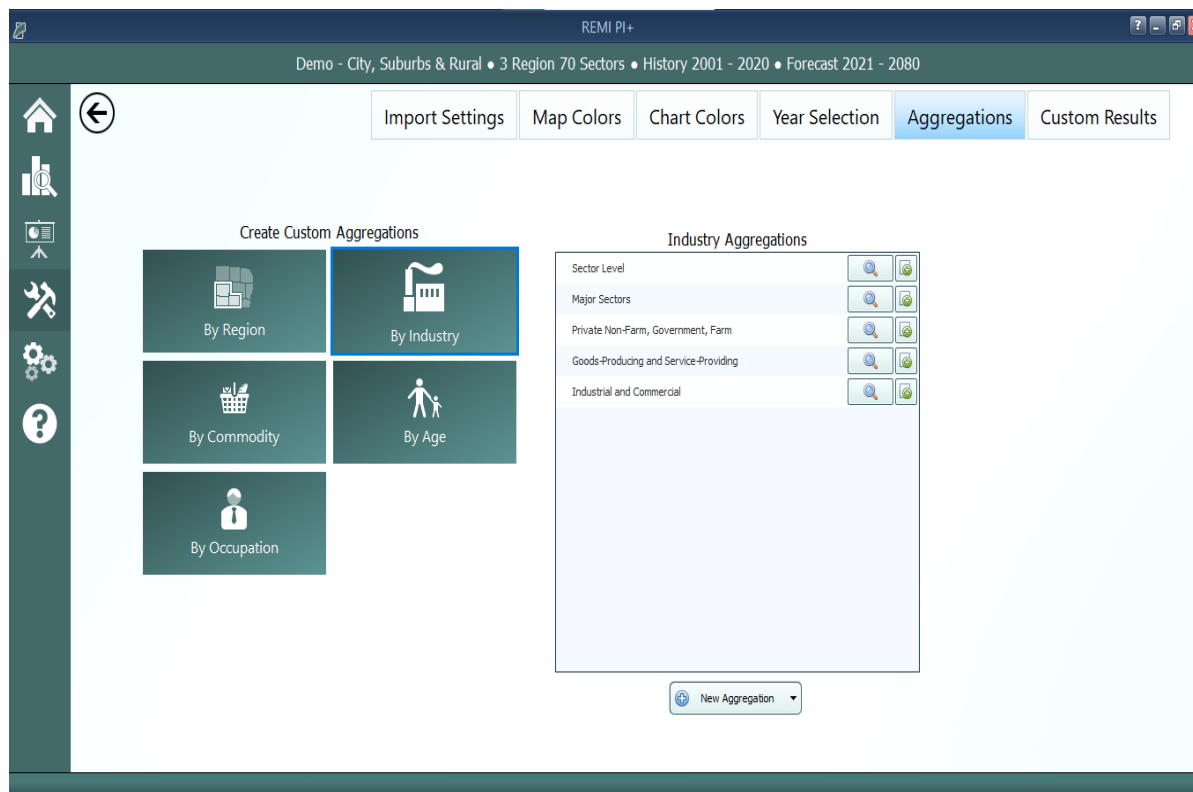 REMI PI+
Demo - City, Suburbs & Rural ● 3 Region 70 Sectors ● History 2001 - 2020 ● Forecast 2021 - 2080
Import Settings
Map Colors
Chart Colors
Year Selection
Aggregations
Custom Results
Create Custom Aggregations
By Region
By Industry
By Commodity
By Age
By Occupation
Industry Aggregations
Sector Level
Major Sectors
Private Non-Farm, Government, Farm
Goods-Producing and Service-Providing
Industrial and Commercial
New Aggregation